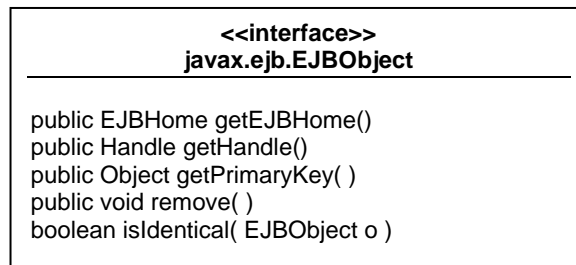 <<interface>>
javax.ejb.EJBObject
public EJBHome getEJBHome()
public Handle getHandle()
public Object getPrimaryKey( )
public void remove( )
boolean isIdentical( EJBObject o )